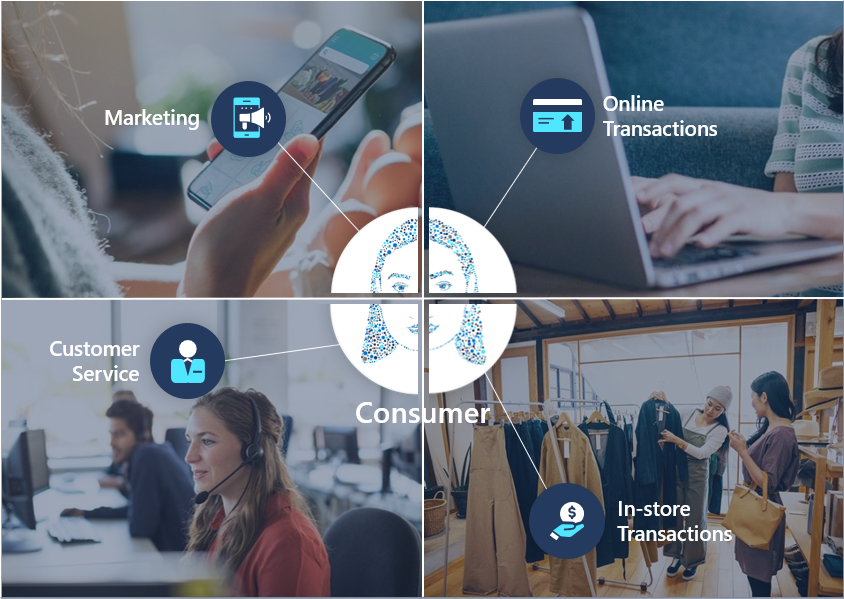 Marketing
Online
Transactions
Customer
Service
Consumer
$
In-store
Transactions